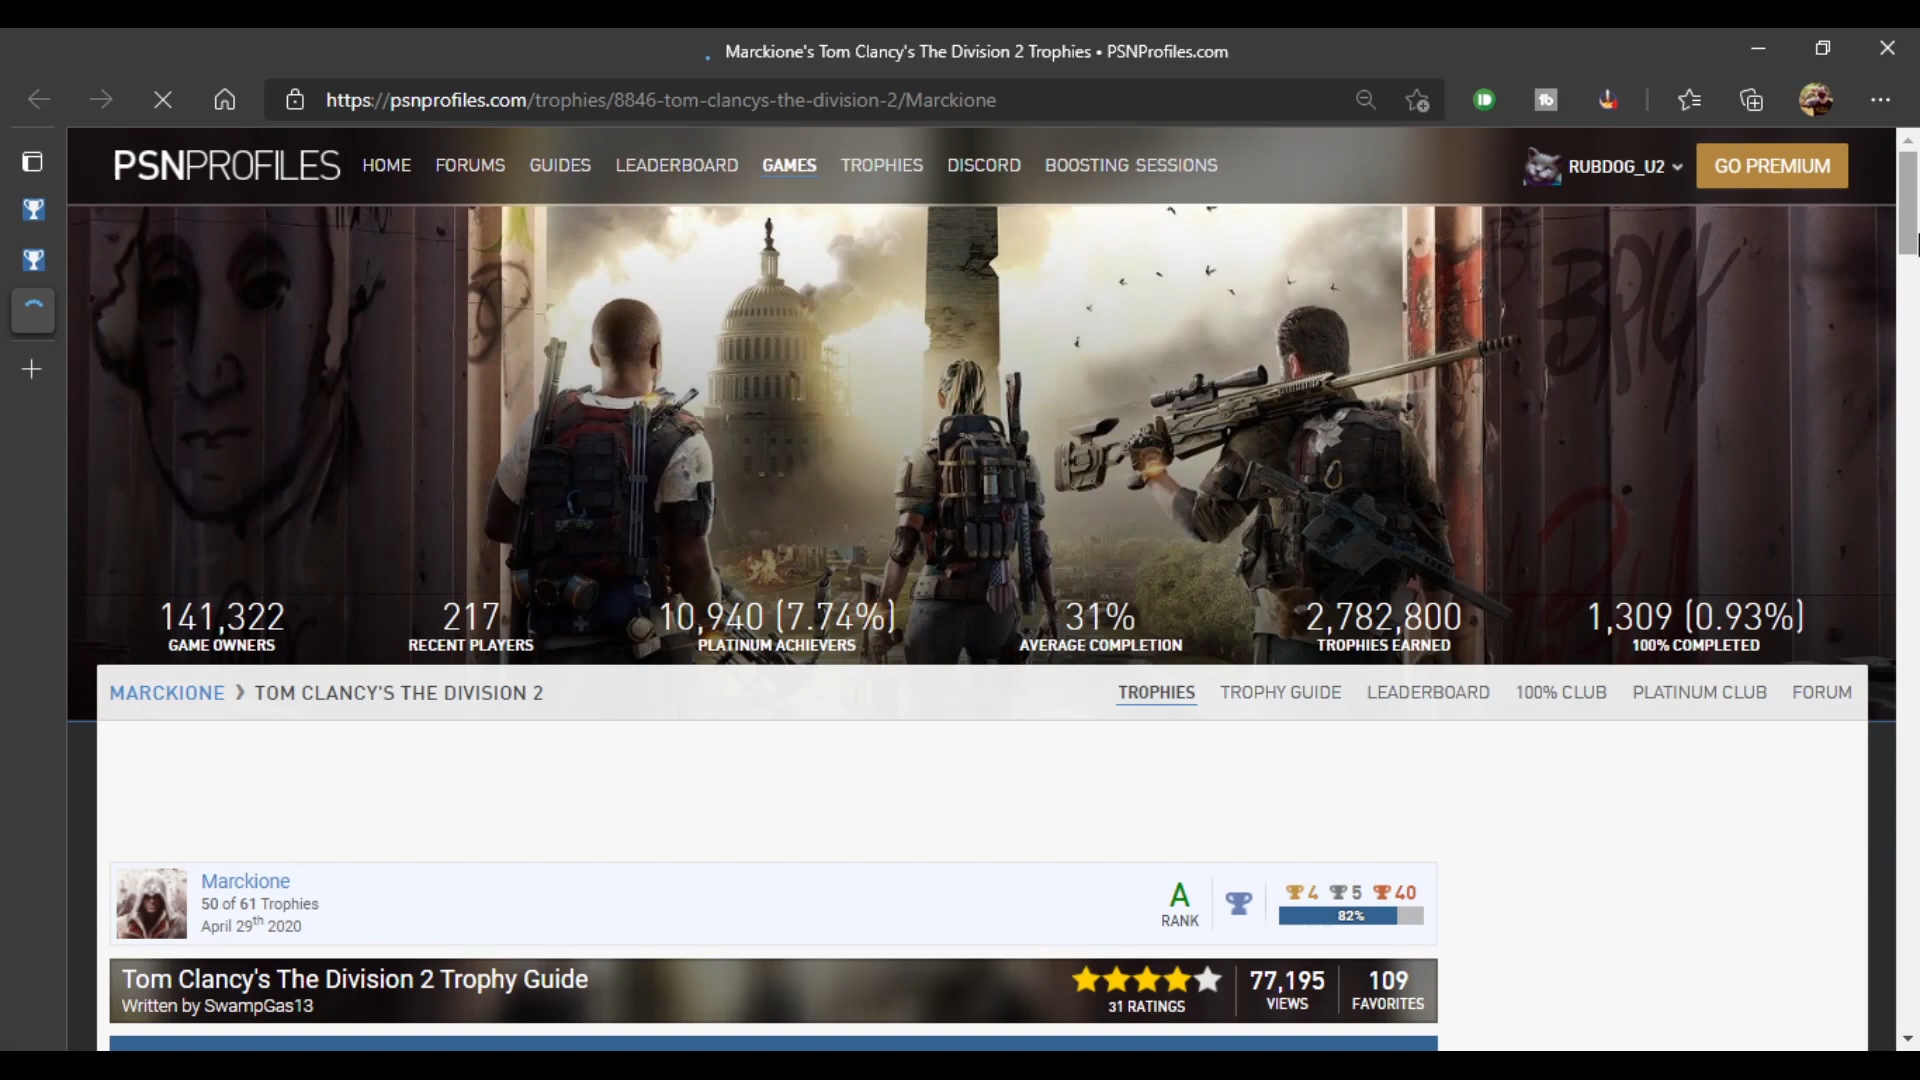 Marckione's Tom Clancy's The Division 2 Trophies • PSNProfiles.com
https://psnprofiles.com/trophies/8846-tom-clancys-the-division-2/Marckione
PSNPROFILES HOME FORUMS GUIDES LEADERBOARD GAMES TROPHIES DISCORD BOOSTING SESSIONS RUBDOG_U2 GO PREMIUM
141,322 217 10,940 (7.74%) 31% 2,782,800 1,309 (0.93%)
GAME OWNERS RECENT PLAYERS PLATINUM ACHIEVERS AVERAGE COMPLETION TROPHIES EARNED 100% COMPLETED
MARCKIONE › TOM CLANCY'S THE DIVISION 2 TROPHIES TROPHY GUIDE LEADERBOARD 100% CLUB PLATINUM CLUB FORUM
Marckione
50 of 61 Trophies
April 29th 2020
A
RANK
4 5 40
82%
Tom Clancy's The Division 2 Trophy Guide
Written by SwampGas13
31 RATINGS
77,195
VIEWS
109
FAVORITES